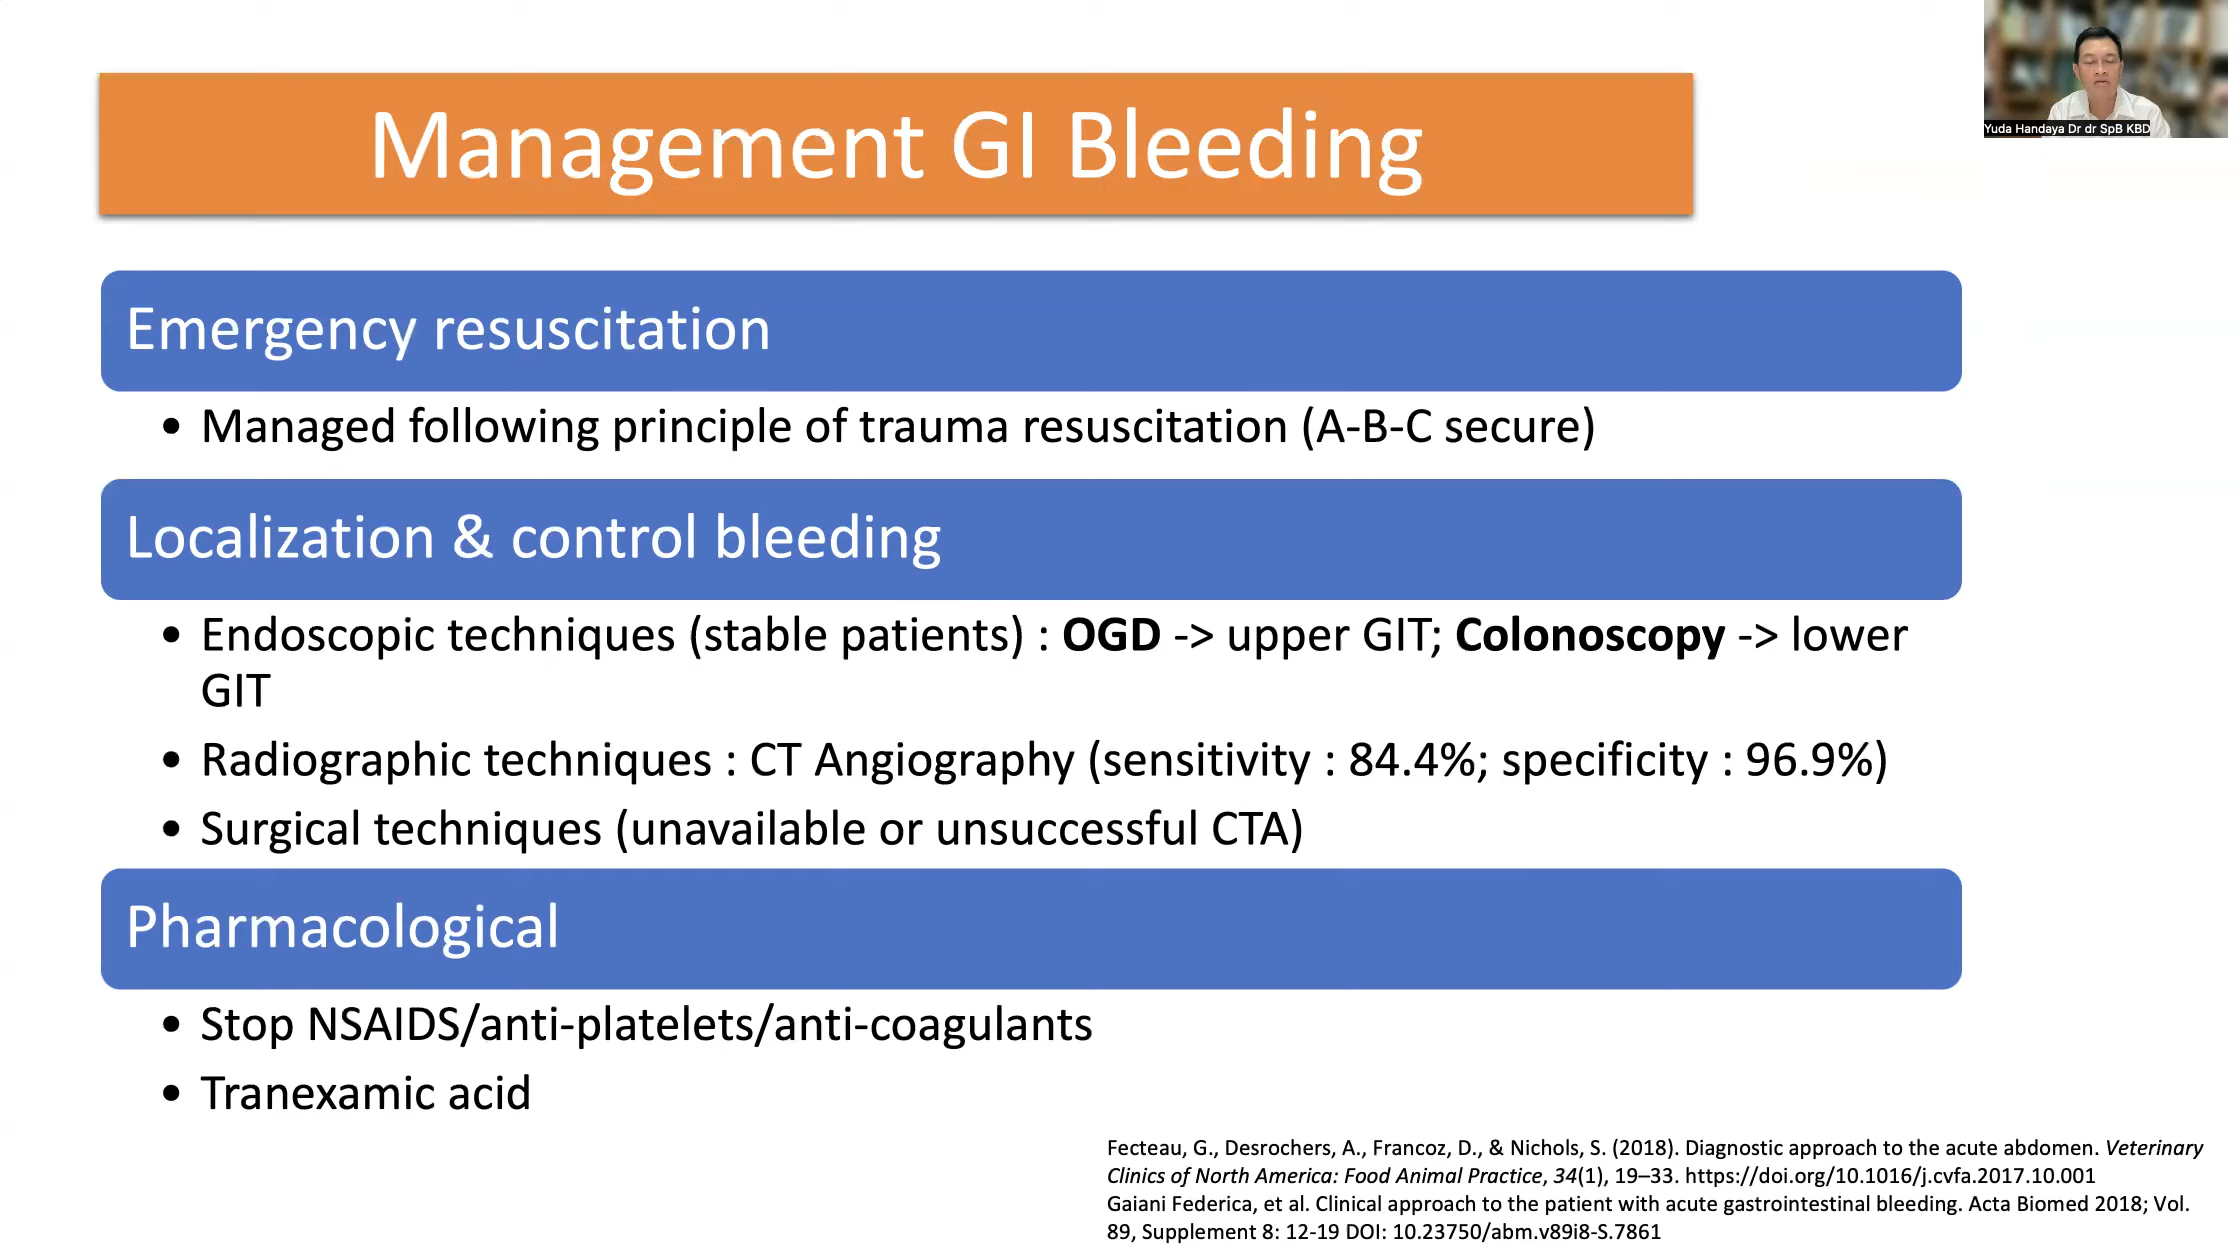 Management GI Bleeding
Yuda Handaya Dr dr SpB KBD
Emergency resuscitation
• Managed following principle of trauma resuscitation (A-B-C secure)
Localization & control bleeding
• Endoscopic techniques (stable patients) : OGD -> upper GIT; Colonoscopy -> lower
GIT
• Radiographic techniques : CT Angiography (sensitivity : 84.4%; specificity : 96.9%)
• Surgical techniques (unavailable or unsuccessful CTA)
Pharmacological
• Stop NSAIDS/anti-platelets/anti-coagulants
• Tranexamic acid
Fecteau, G., Desrochers, A., Francoz, D., & Nichols, S. (2018). Diagnostic approach to the acute abdomen. Veterinary
Clinics of North America: Food Animal Practice, 34(1), 19–33. https://doi.org/10.1016/j.cvfa.2017.10.001
Gaiani Federica, et al. Clinical approach to the patient with acute gastrointestinal bleeding. Acta Biomed 2018; Vol.
89, Supplement 8: 12-19 DOI: 10.23750/abm.v89i8-S.7861